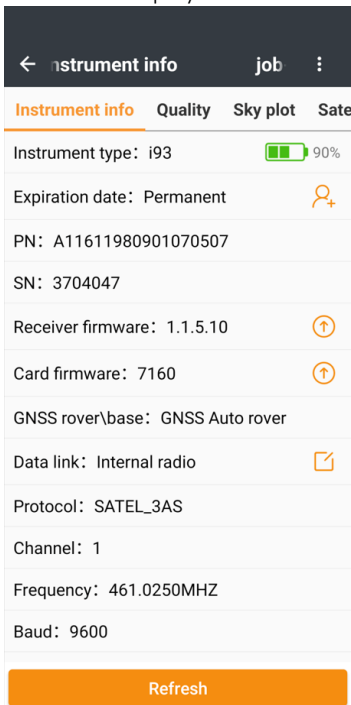 nstrument info job
Instrument info Quality Sky plot Sate
Instrument type: i93 90%
Expiration date: Permanent
PN: A11611980901070507
SN: 3704047
Receiver firmware: 1.1.5.10
Card firmware: 7160
GNSS rover\base: GNSS Auto rover
Data link: Internal radio
Protocol: SATEL_3AS
Channel: 1
Frequency: 461.0250MHZ
Baud: 9600
Refresh